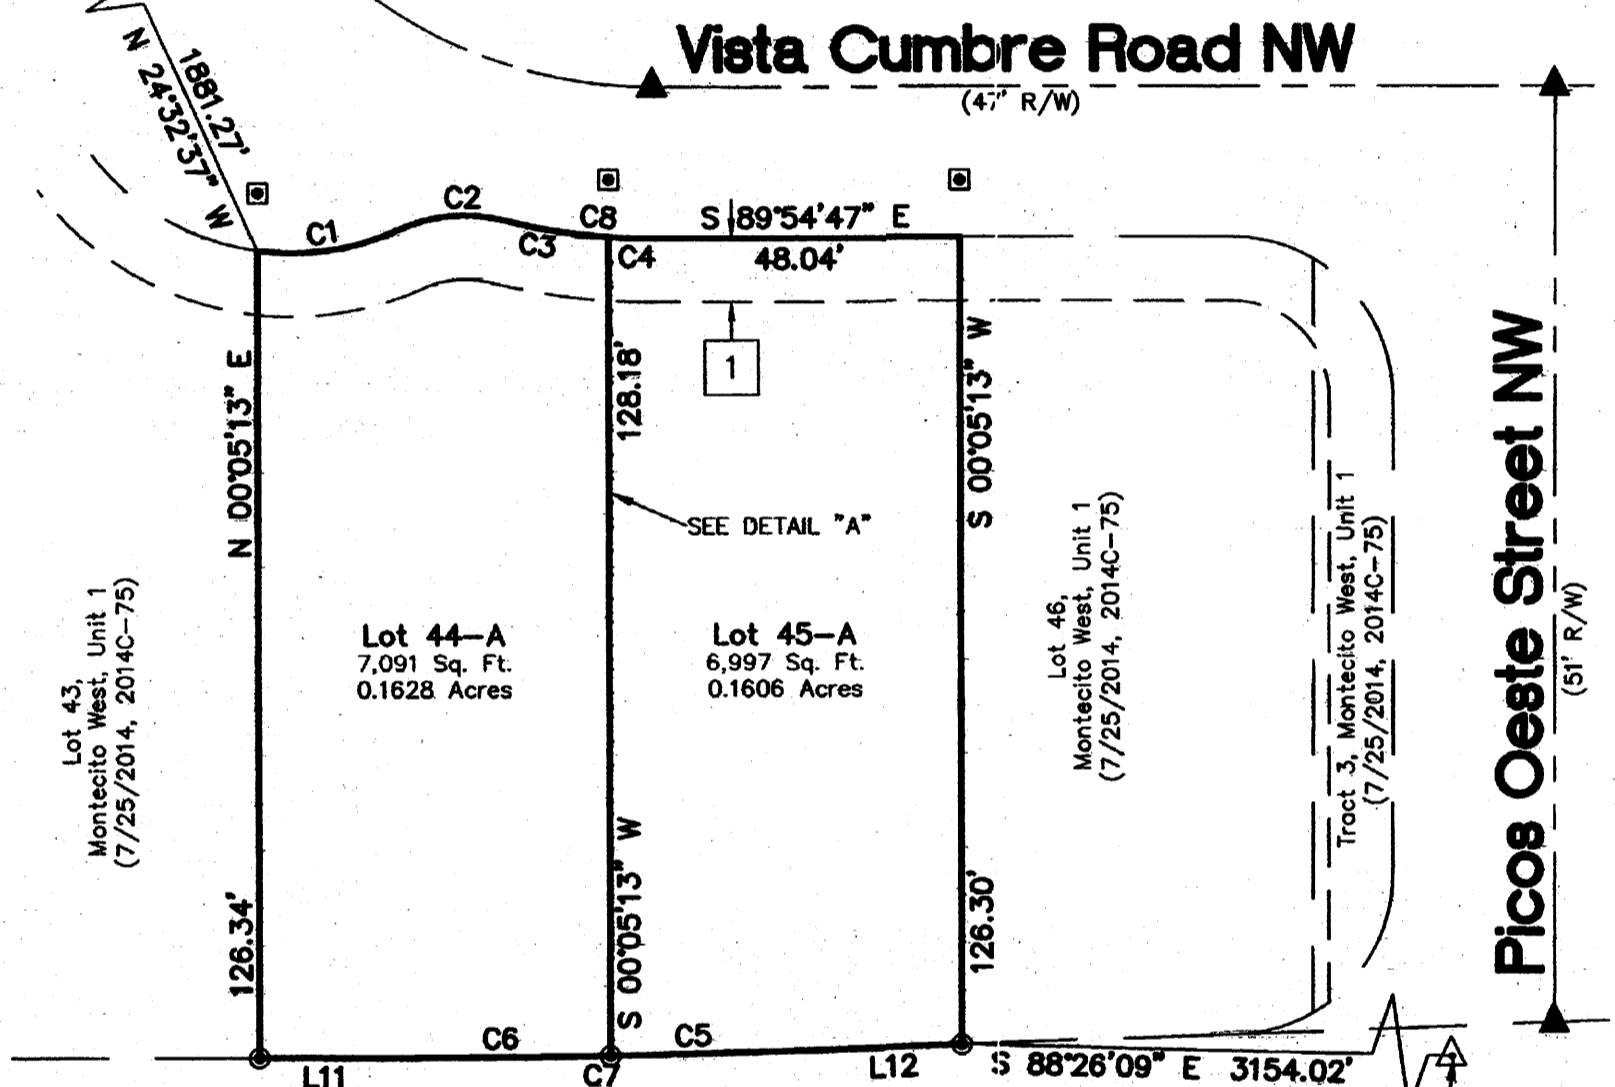 Vista Cumbre Road NW
(47' R/W)
1881.27'
N 24°32'37" W
C1
C2
C3
C8
C4
S 89°54'47" E
48.04'
1
N 00°05'13" E
126.34'
128.18'
S 00°05'13" W
SEE DETAIL "A"
S 00°05'13" W
126.30'
Lot 43,
Montecito West, Unit 1
(7/25/2014, 2014C-75)
Lot 44-A
7,091 Sq. Ft.
0.1628 Acres
Lot 45-A
6,997 Sq. Ft.
0.1606 Acres
Lot 46,
Montecito West, Unit 1
(7/25/2014, 2014C-75)
Tract 3, Montecito West, Unit 1
(7/25/2014, 2014C-75)
Picos Oeste Street NW
(51' R/W)
C6
C5
L11
C7
L12
S 88°26'09" E 3154.02'
1